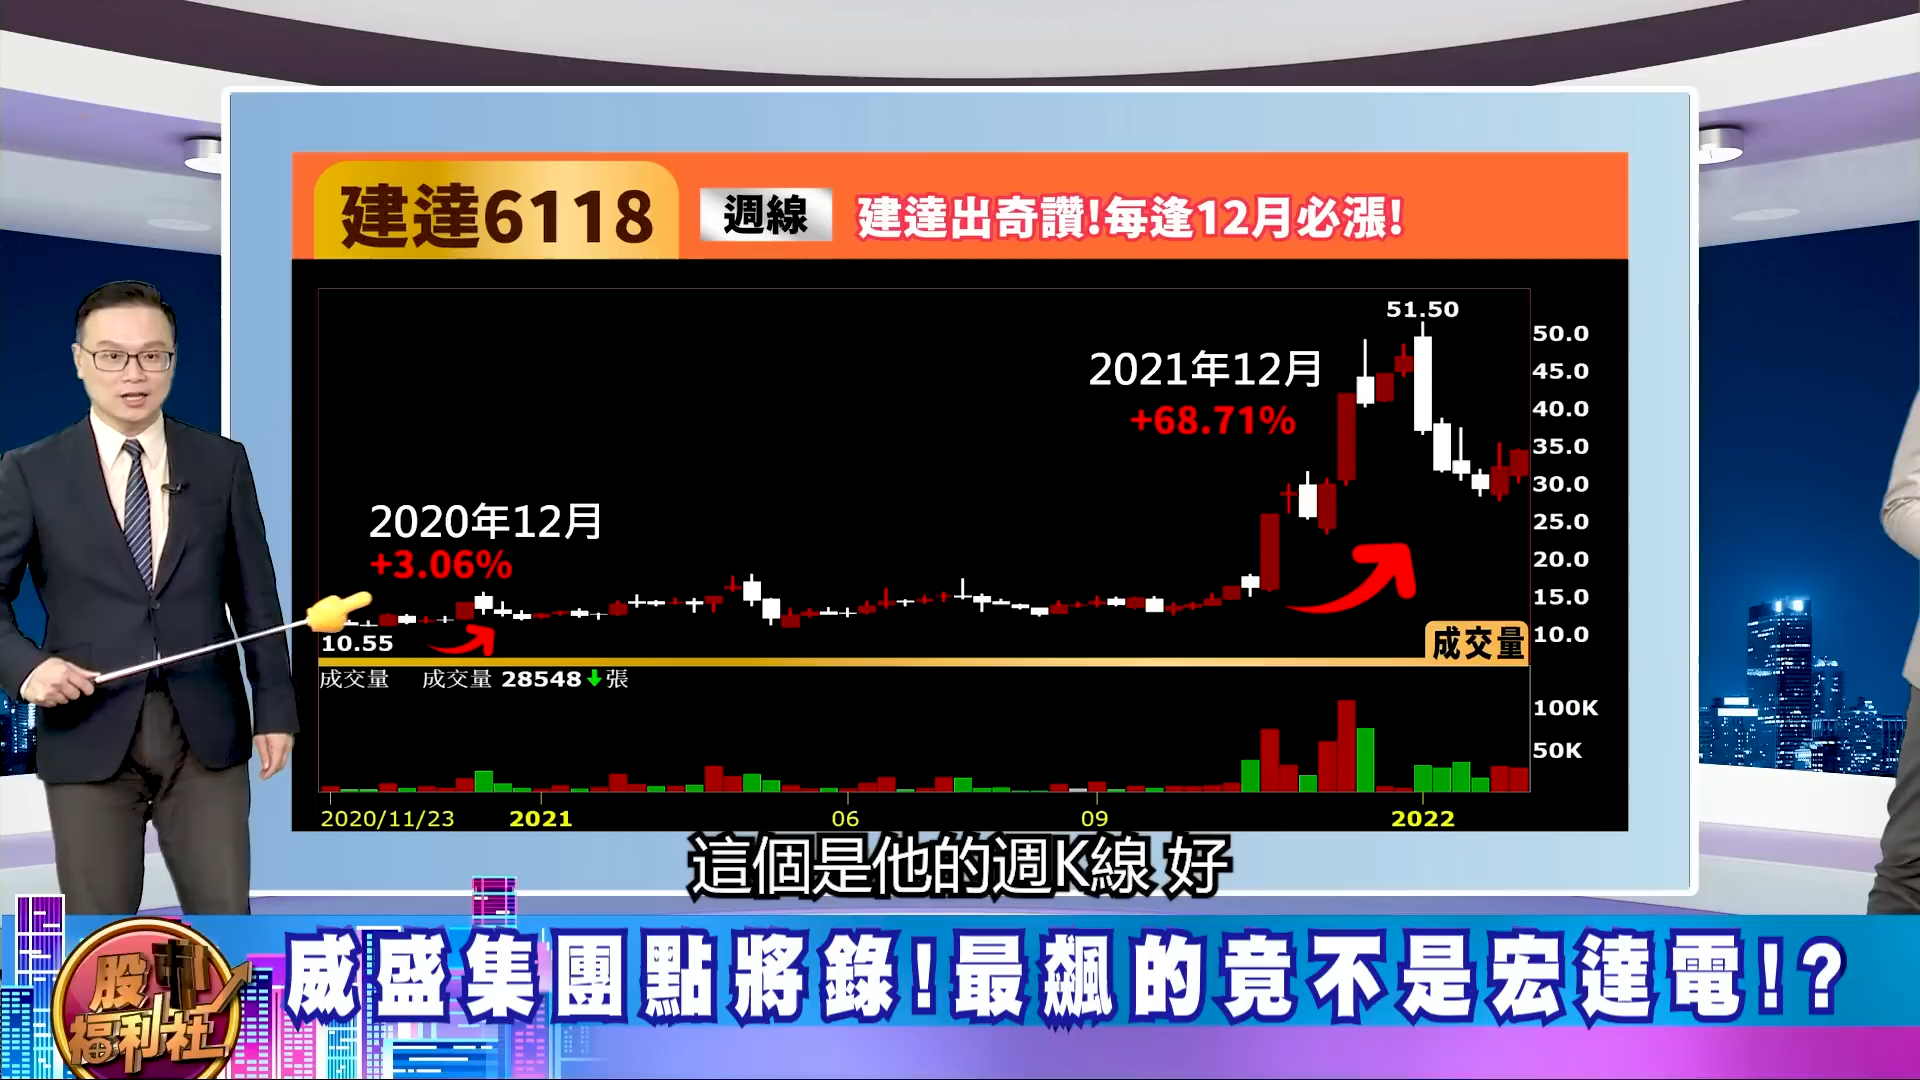 建達6118
週線
建達出奇讚!每逢12月必漲!
51.50
2021年12月
+68.71%
2020年12月
+3.06%
10.55
50.0
45.0
40.0
35.0
30.0
25.0
20.0
15.0
10.0
成交量
成交量 成交量 28548 張
100K
50K
2020/11/23 2021 06 09 2022
這個是他的週K線 好
威盛集團點將錄!最飆的竟不是宏達電!?
股市
福利社